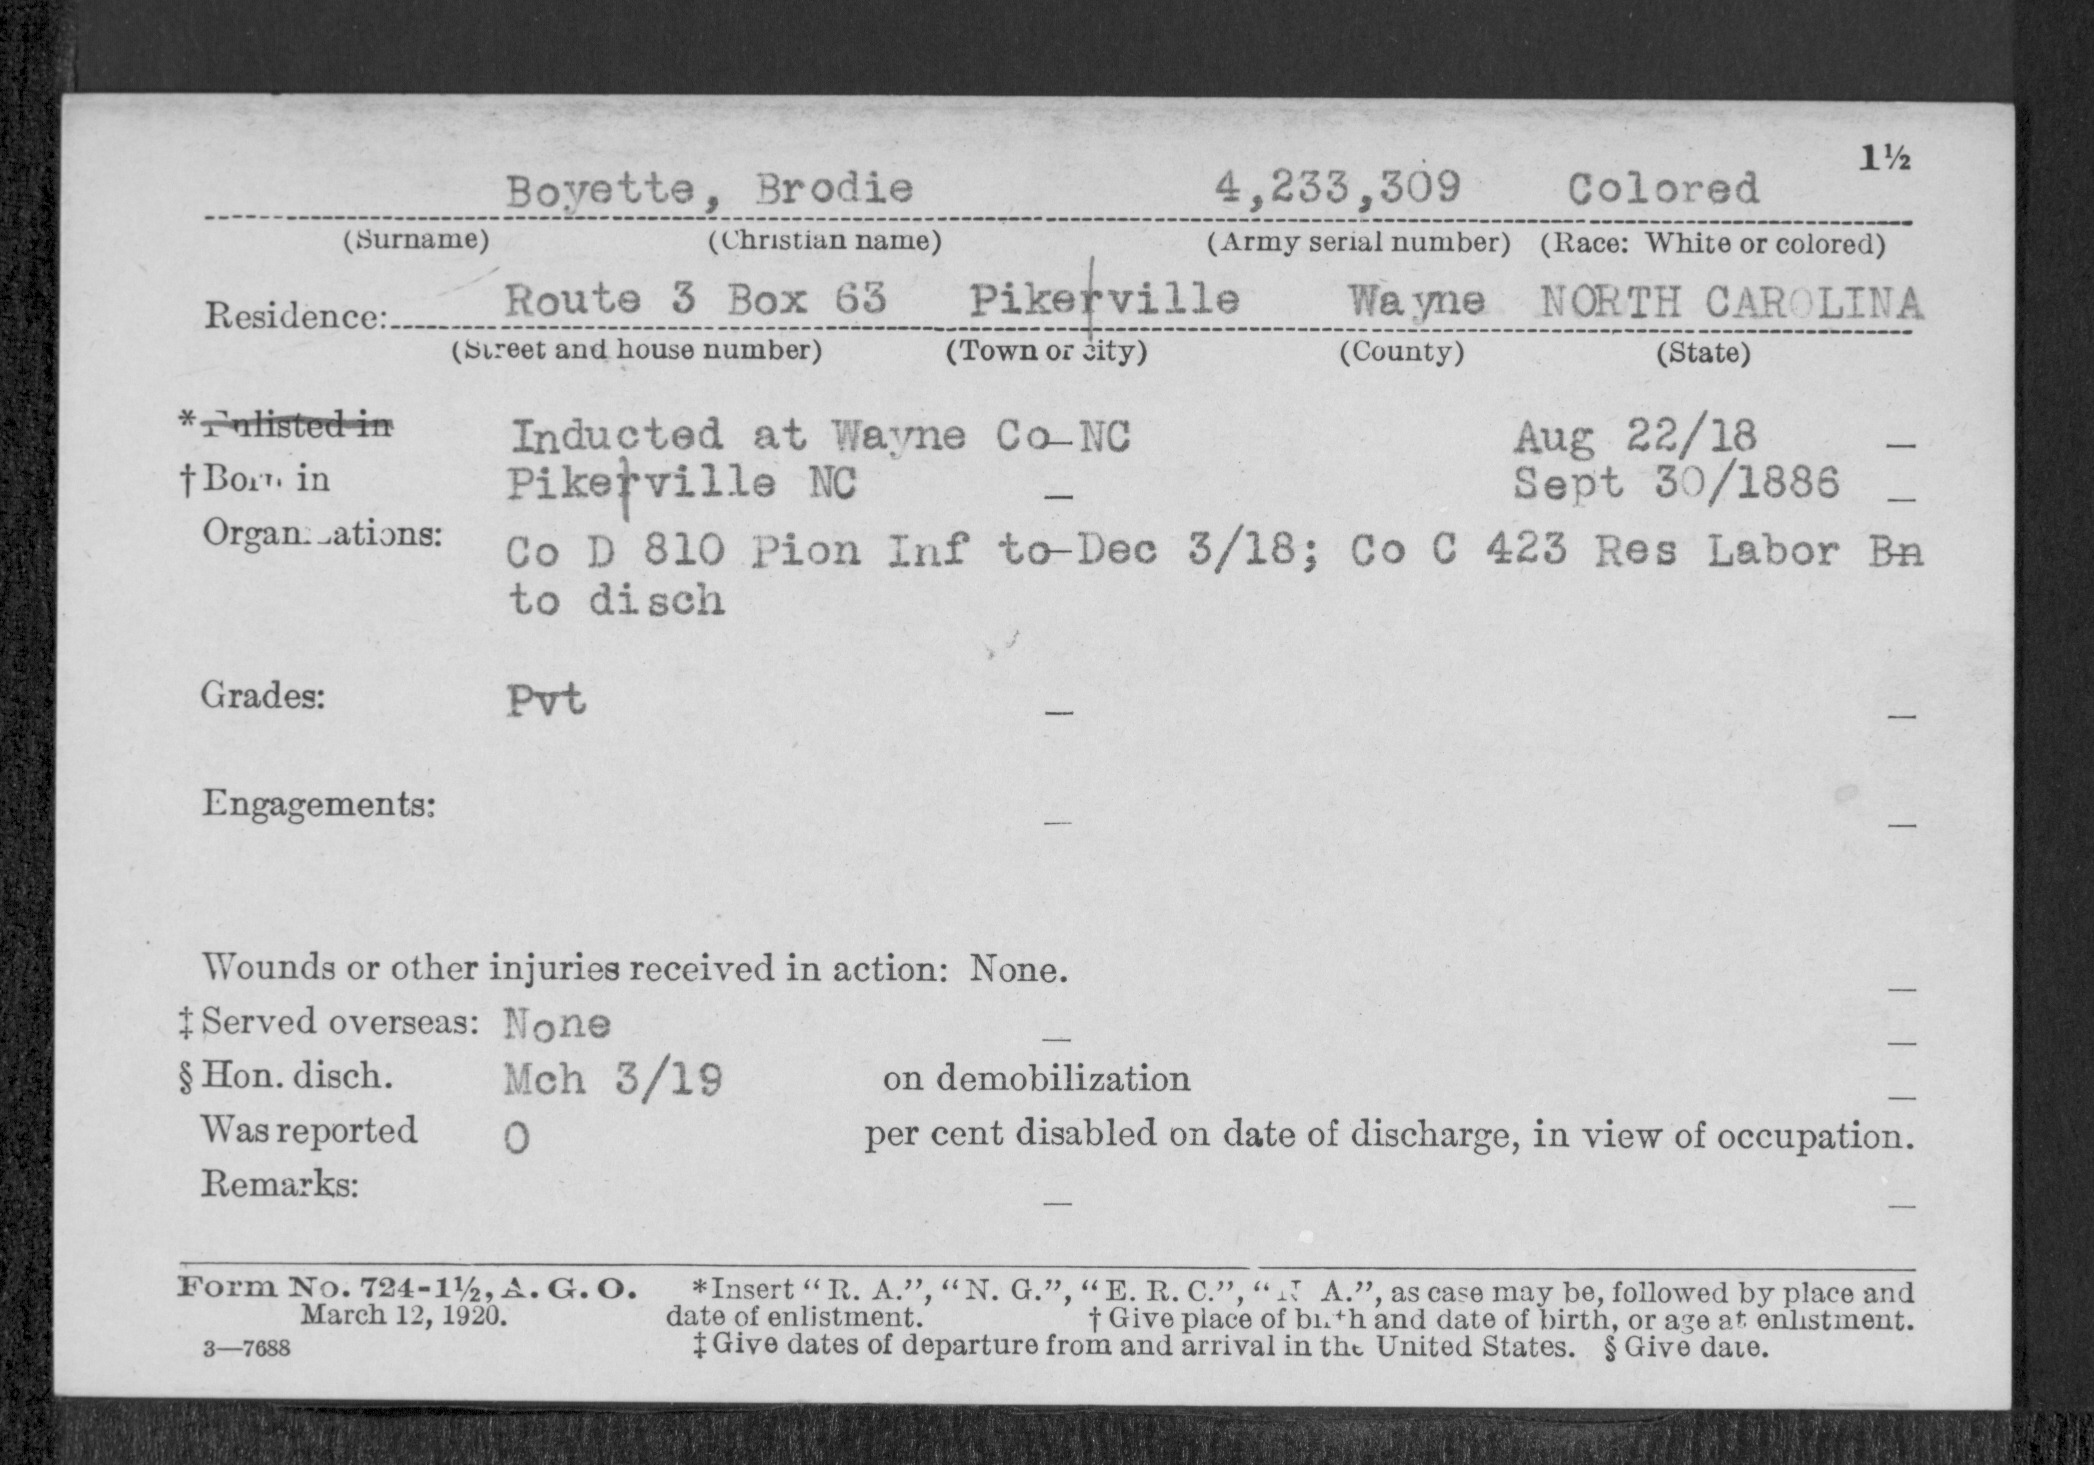 1½
Boyette, Brodie 4,233,309 Colored
(Surname) (Christian name) (Army serial number) (Race: White or colored)
Residence: Route 3 Box 63 Pikerville Wayne NORTH CAROLINA
(Street and house number) (Town or city) (County) (State)
* Enlisted in Inducted at Wayne Co NC Aug 22/18
† Born in Pikerville NC Sept 30/1886
Organizations: Co D 810 Pion Inf to Dec 3/18; Co C 423 Res Labor Bn
to disch
Grades: Pvt
Engagements:
Wounds or other injuries received in action: None.
‡ Served overseas: None
§ Hon. disch. Mch 3/19 on demobilization
Was reported 0 per cent disabled on date of discharge, in view of occupation.
Remarks:
Form No. 724-1½, A. G. O. *Insert "R. A.", "N. G.", "E. R. C.", "N. A.", as case may be, followed by place and
March 12, 1920. date of enlistment. † Give place of birth and date of birth, or age at enlistment.
3—7688 ‡ Give dates of departure from and arrival in the United States. § Give date.